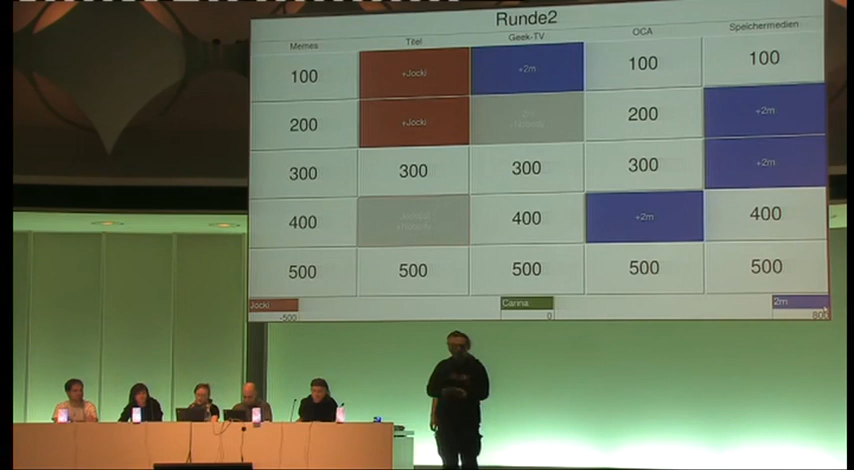 Runde2
Memes Titel Geek-TV OCA Speichermedien
100 +Jocki +2m 100 100
200 +Jocki 200 +2m
300 300 300 300 +2m
400 400 +2m 400
500 500 500 500 500
Jocki Carina 2m
-500 0 800